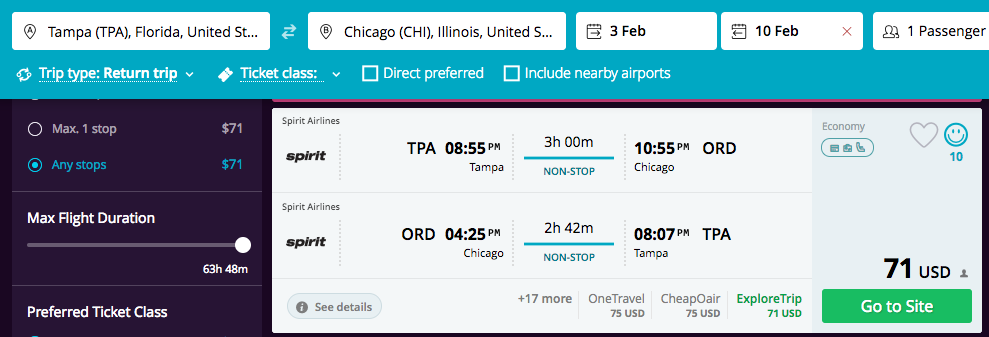 Tampa (TPA), Florida, United St...
Chicago (CHI), Illinois, United S...
3 Feb
10 Feb
1 Passenger
Trip type: Return trip
Ticket class:
Direct preferred
Include nearby airports
Max. 1 stop $71
Any stops $71
Max Flight Duration
63h 48m
Preferred Ticket Class
Spirit Airlines
spirit
TPA 08:55 PM
Tampa
3h 00m
NON-STOP
10:55 PM ORD
Chicago
Spirit Airlines
spirit
ORD 04:25 PM
Chicago
2h 42m
NON-STOP
08:07 PM TPA
Tampa
See details
+17 more
OneTravel
75 USD
CheapOair
75 USD
ExploreTrip
71 USD
Economy
10
71 USD
Go to Site